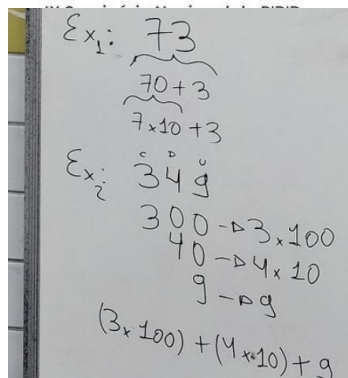 Ex1: 73
70+3
7x10+3
C D U
Ex2: 349
300 → 3x100
40 → 4x10
9 → 9
(3x100)+(4x10)+9